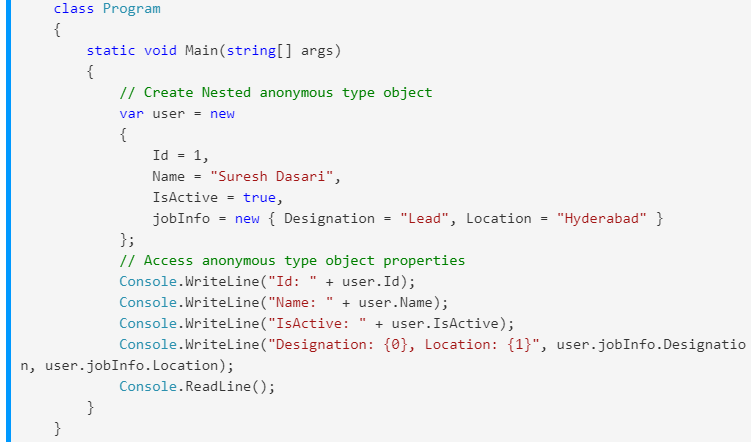 class Program
{
static void Main(string[] args)
{
// Create Nested anonymous type object
var user = new
{
Id = 1,
Name = "Suresh Dasari",
IsActive = true,
jobInfo = new { Designation = "Lead", Location = "Hyderabad" }
};
// Access anonymous type object properties
Console.WriteLine("Id: " + user.Id);
Console.WriteLine("Name: " + user.Name);
Console.WriteLine("IsActive: " + user.IsActive);
Console.WriteLine("Designation: {0}, Location: {1}", user.jobInfo.Designatio
n, user.jobInfo.Location);
Console.ReadLine();
}
}